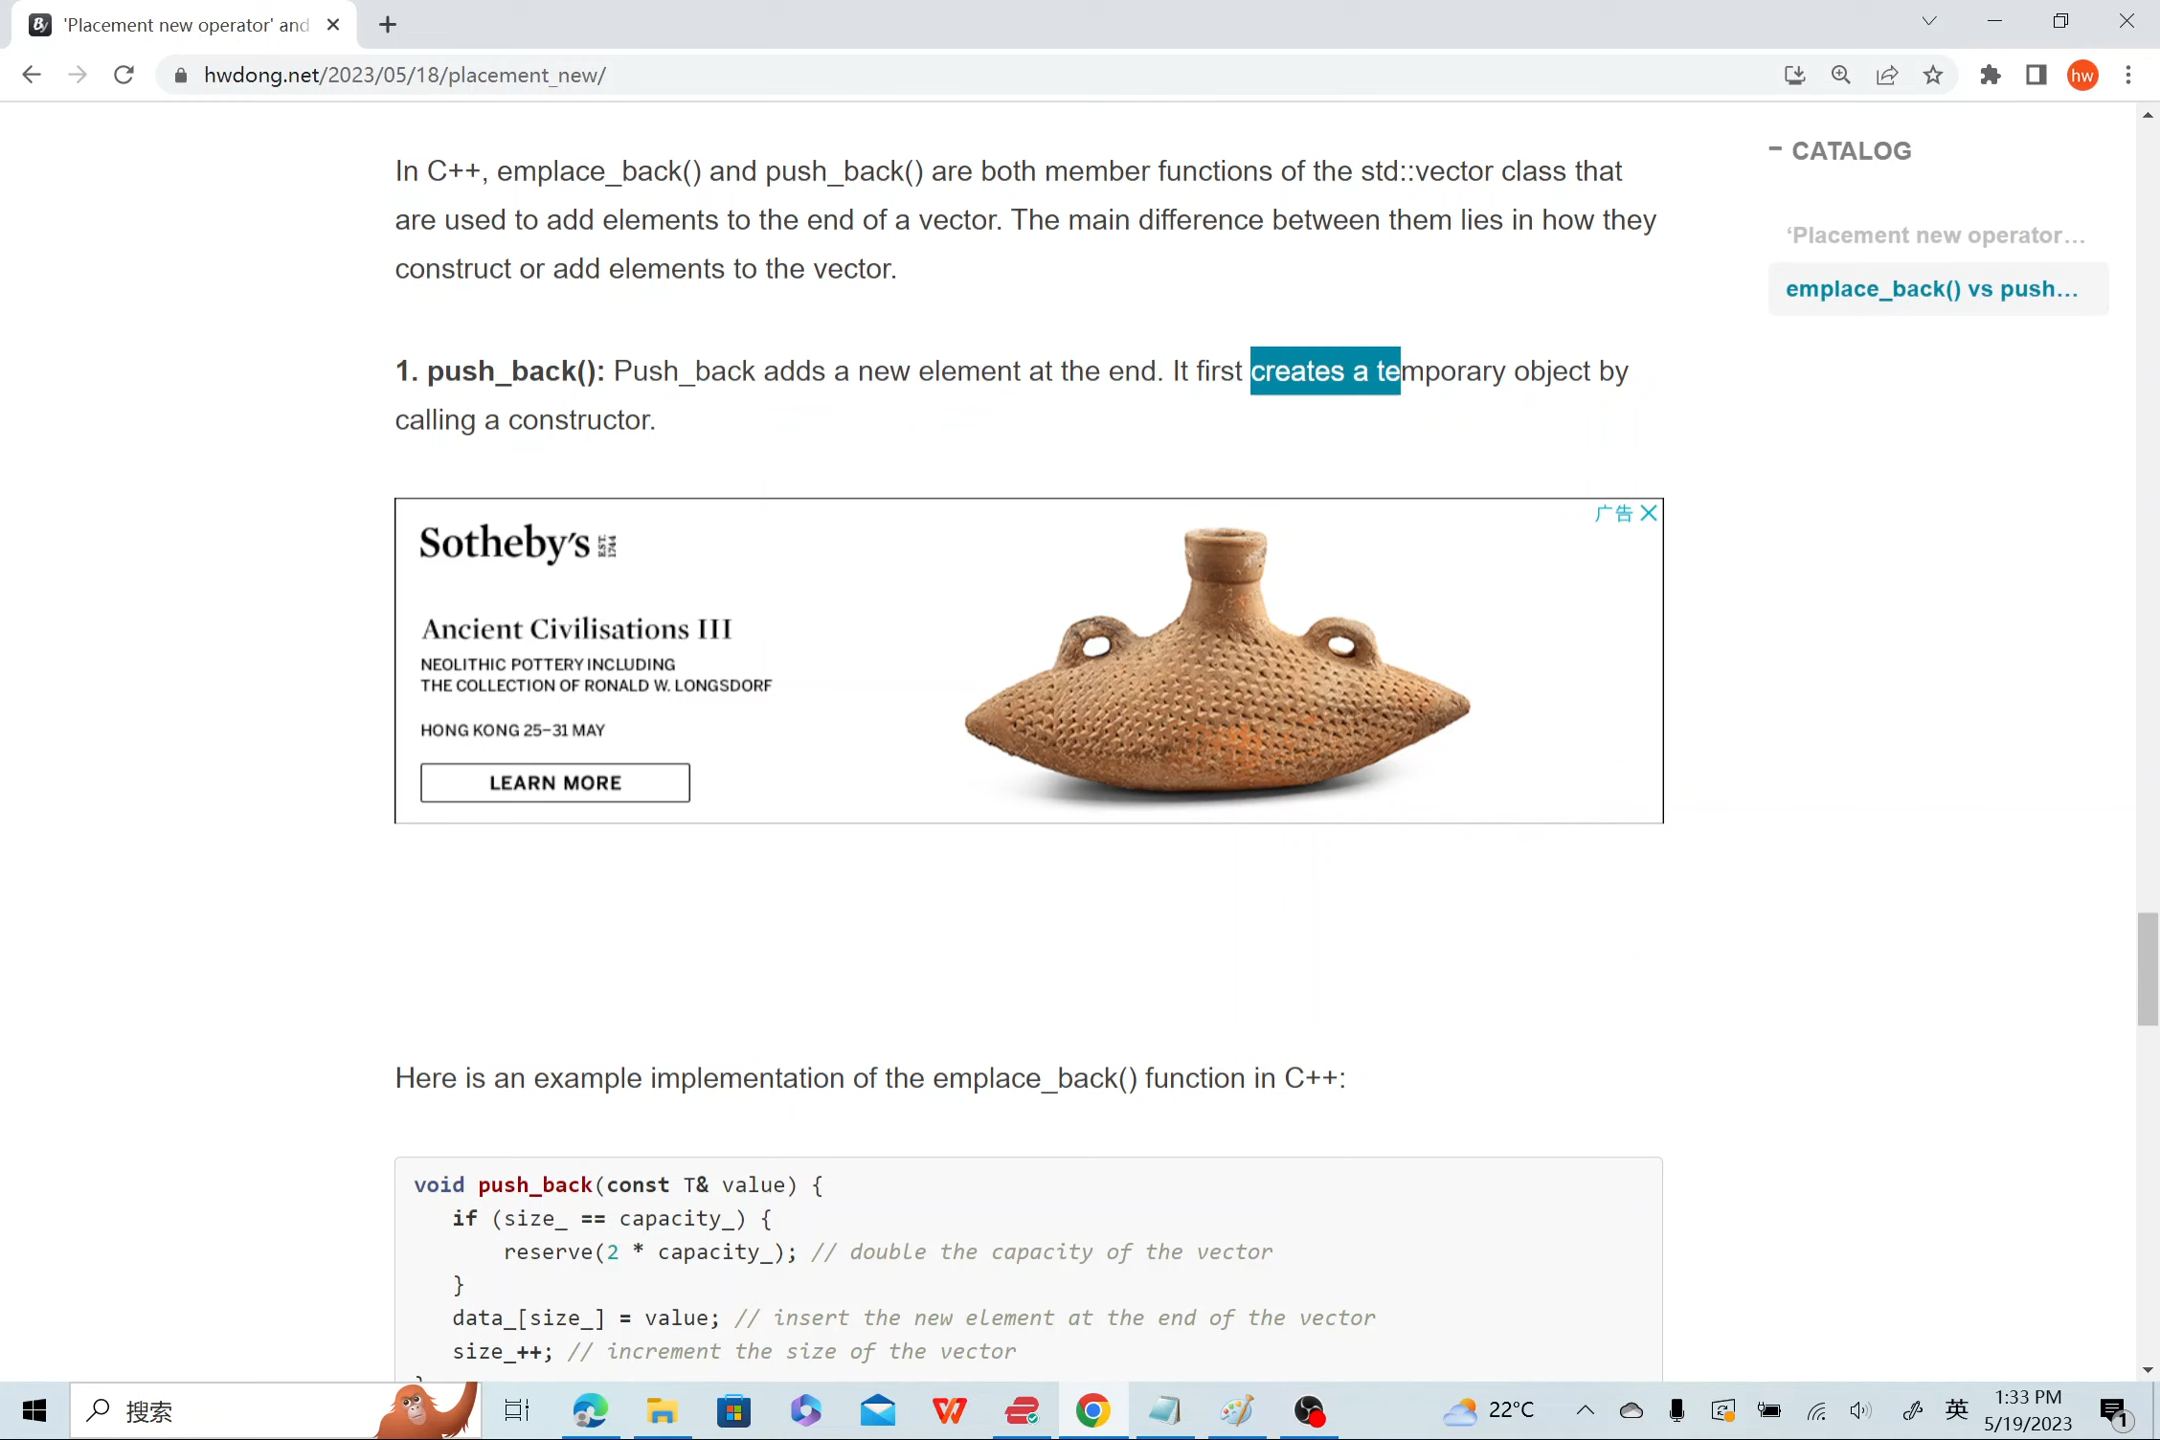 'Placement new operator' and
hwdong.net/2023/05/18/placement_new/
hw
In C++, emplace_back() and push_back() are both member functions of the std::vector class that
are used to add elements to the end of a vector. The main difference between them lies in how they
construct or add elements to the vector.
1. push_back(): Push_back adds a new element at the end. It first creates a temporary object by
calling a constructor.
− CATALOG
‘Placement new operator...
emplace_back() vs push...
广告
Sotheby's EST. 1744
Ancient Civilisations III
NEOLITHIC POTTERY INCLUDING
THE COLLECTION OF RONALD W. LONGSDORF
HONG KONG 25–31 MAY
LEARN MORE
Here is an example implementation of the emplace_back() function in C++:
void push_back(const T& value) {
if (size_ == capacity_) {
reserve(2 * capacity_); // double the capacity of the vector
}
data_[size_] = value; // insert the new element at the end of the vector
size_++; // increment the size of the vector
搜索
22°C
英
1:33 PM
5/19/2023
1